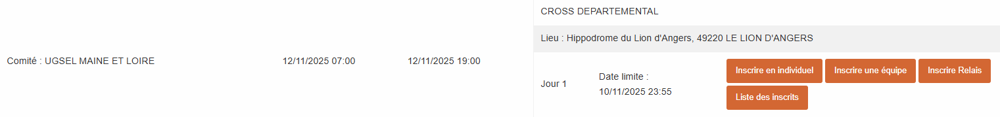 CROSS DEPARTEMENTAL
Lieu : Hippodrome du Lion d'Angers, 49220 LE LION D'ANGERS
Comité : UGSEL MAINE ET LOIRE 12/11/2025 07:00 12/11/2025 19:00
Jour 1
Date limite :
10/11/2025 23:55
Inscrire en individuel Inscrire une équipe Inscrire Relais
Liste des inscrits